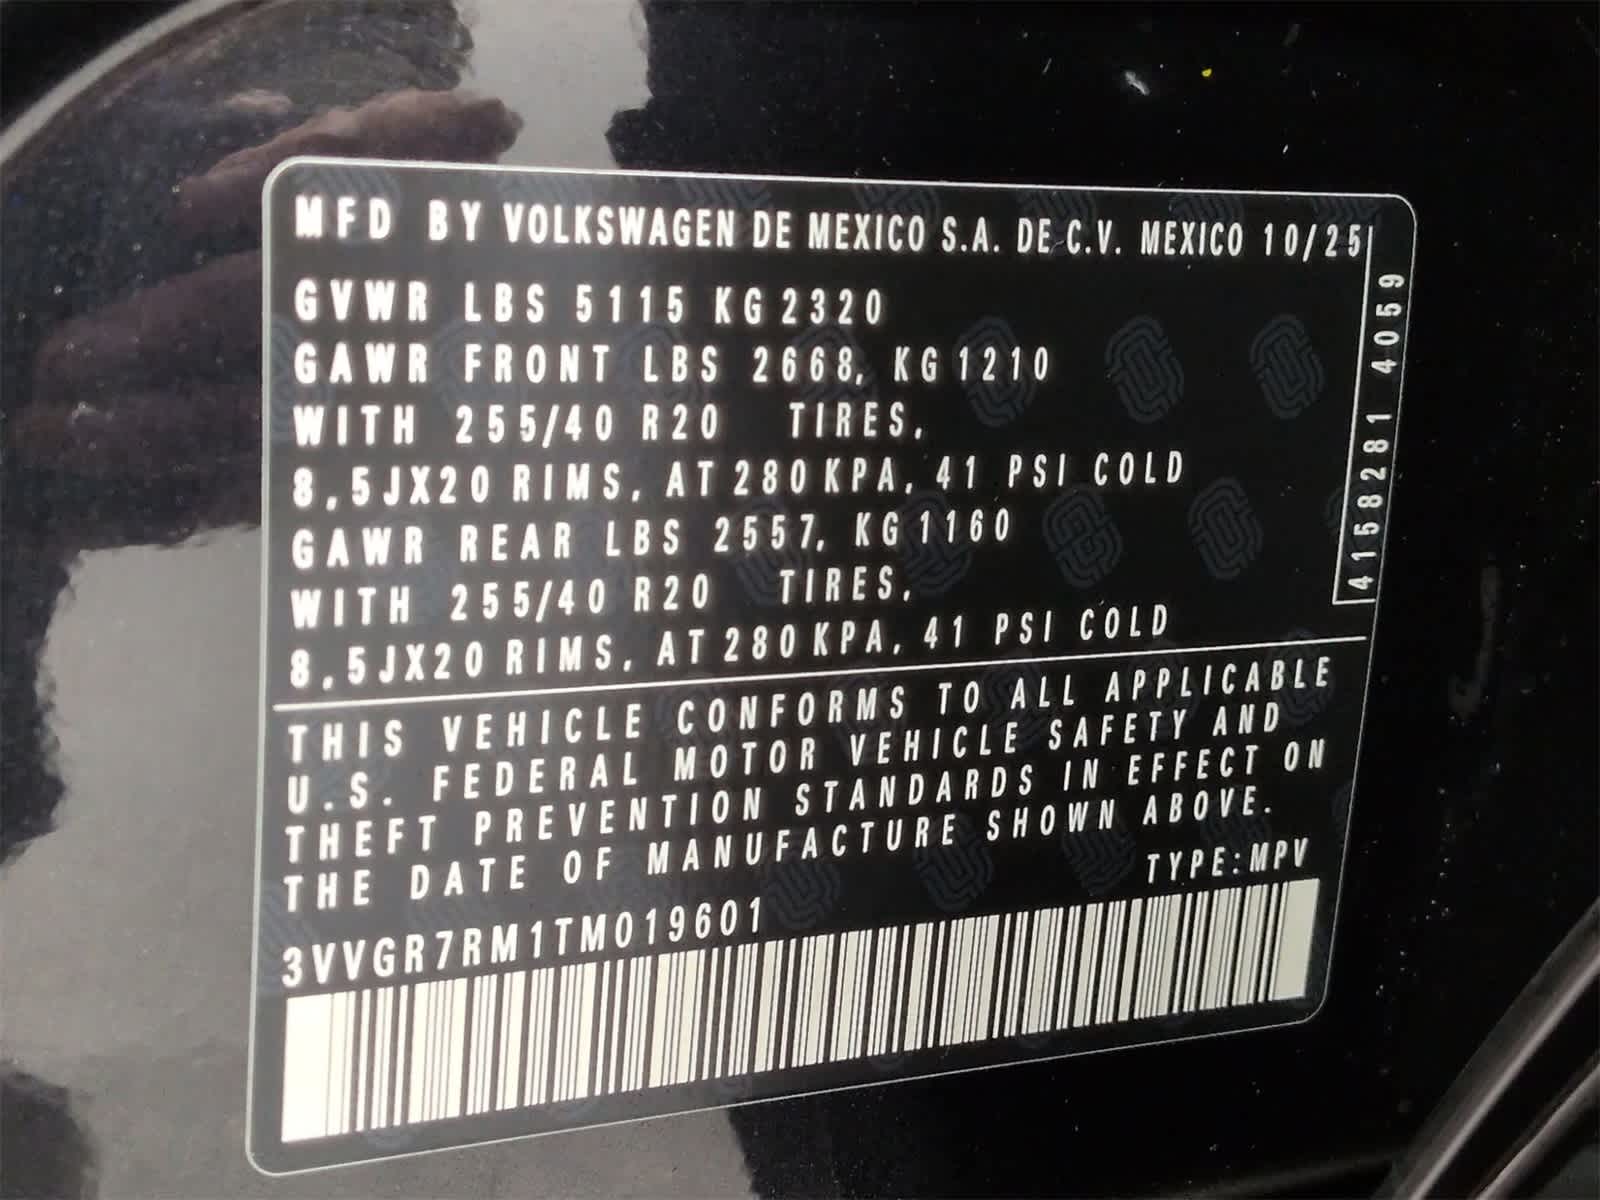 MFD BY VOLKSWAGEN DE MEXICO S.A. DE C.V. MEXICO 10/25
GVWR LBS 5115 KG 2320
GAWR FRONT LBS 2668, KG 1210
WITH 255/40 R20 TIRES,
8,5JX20 RIMS, AT 280 KPA, 41 PSI COLD
GAWR REAR LBS 2557, KG 1160
WITH 255/40 R20 TIRES,
8,5JX20 RIMS, AT 280 KPA, 41 PSI COLD
4158281 4059
THIS VEHICLE CONFORMS TO ALL APPLICABLE
U.S. FEDERAL MOTOR VEHICLE SAFETY AND
THEFT PREVENTION STANDARDS IN EFFECT ON
THE DATE OF MANUFACTURE SHOWN ABOVE.
TYPE:MPV
3VVGR7RM1TM019601